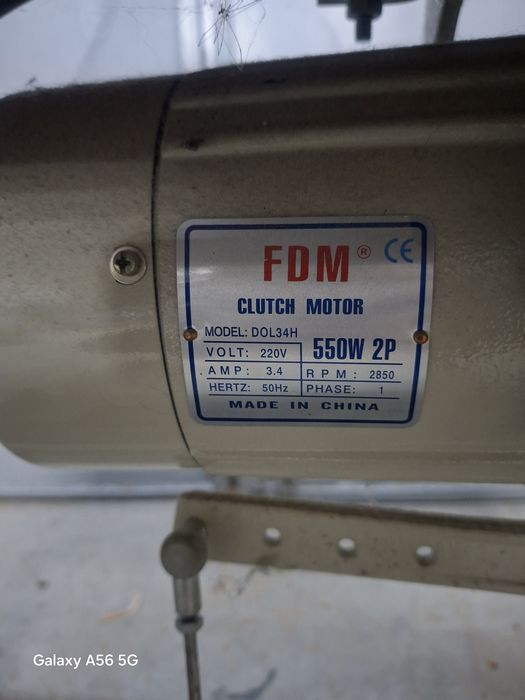 FDM® CE
CLUTCH MOTOR
MODEL: DOL34H
550W 2P
VOLT: 220V
AMP: 3.4
RPM: 2850
HERTZ: 50Hz
PHASE: 1
MADE IN CHINA
Galaxy A56 5G